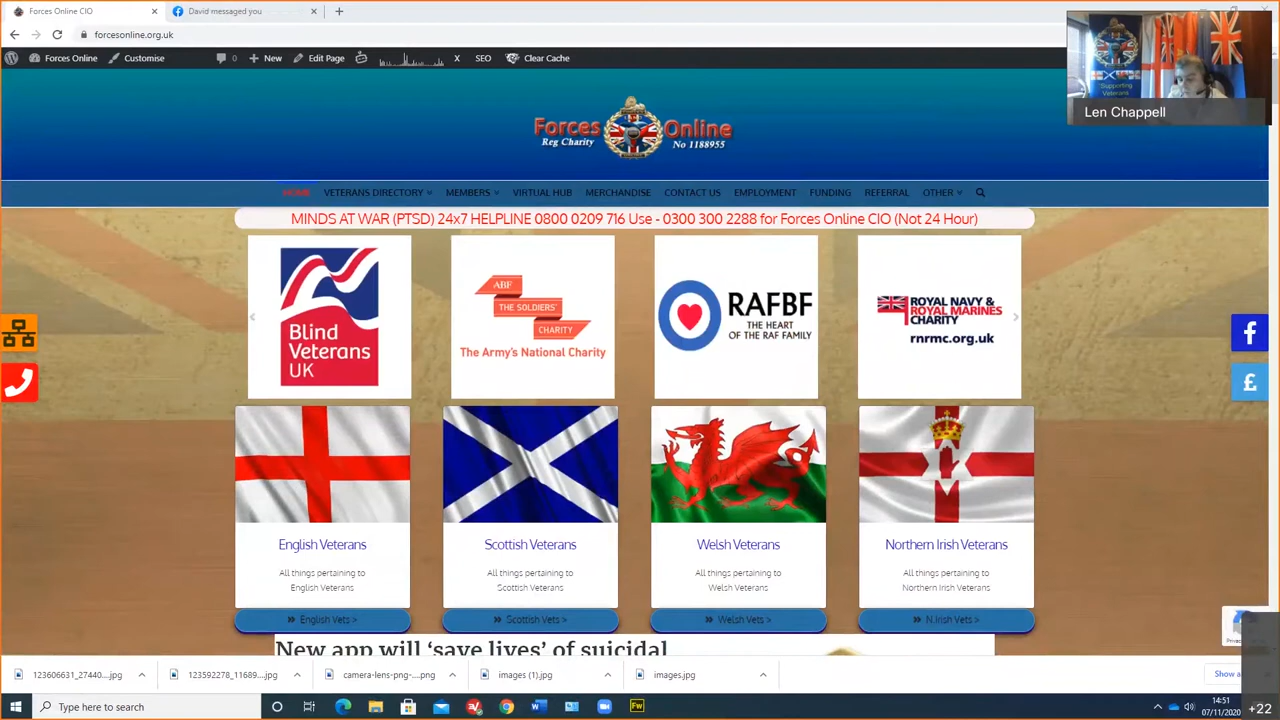 Forces Online CIO
David messaged you
forcesonline.org.uk
Forces Online
Customise
0
New
Edit Page
X
SEO
Clear Cache
Supporting
Veterans
Len Chappell
Forces Online
Reg Charity No 1188955
HOME
VETERANS DIRECTORY
MEMBERS
VIRTUAL HUB
MERCHANDISE
CONTACT US
EMPLOYMENT
FUNDING
REFERRAL
OTHER
MINDS AT WAR (PTSD) 24x7 HELPLINE 0800 0209 716 Use - 0300 300 2288 for Forces Online CIO (Not 24 Hour)
Blind
Veterans
UK
ABF
THE SOLDIERS'
CHARITY
The Army's National Charity
RAFBF
THE HEART
OF THE RAF FAMILY
ROYAL NAVY &
ROYAL MARINES
CHARITY
rnrmc.org.uk
f
£
English Veterans
All things pertaining to
English Veterans
» English Vets >
Scottish Veterans
All things pertaining to
Scottish Veterans
» Scottish Vets >
Welsh Veterans
All things pertaining to
Welsh Veterans
» Welsh Vets >
Northern Irish Veterans
All things pertaining to
Northern Irish Veterans
» N.Irish Vets >
New app will ‘save lives’ of suicidal
123606631_27440...jpg
123592278_11689...jpg
camera-lens-png-...png
images (1).jpg
images.jpg
Show a
Type here to search
14:51
07/11/2020
+22